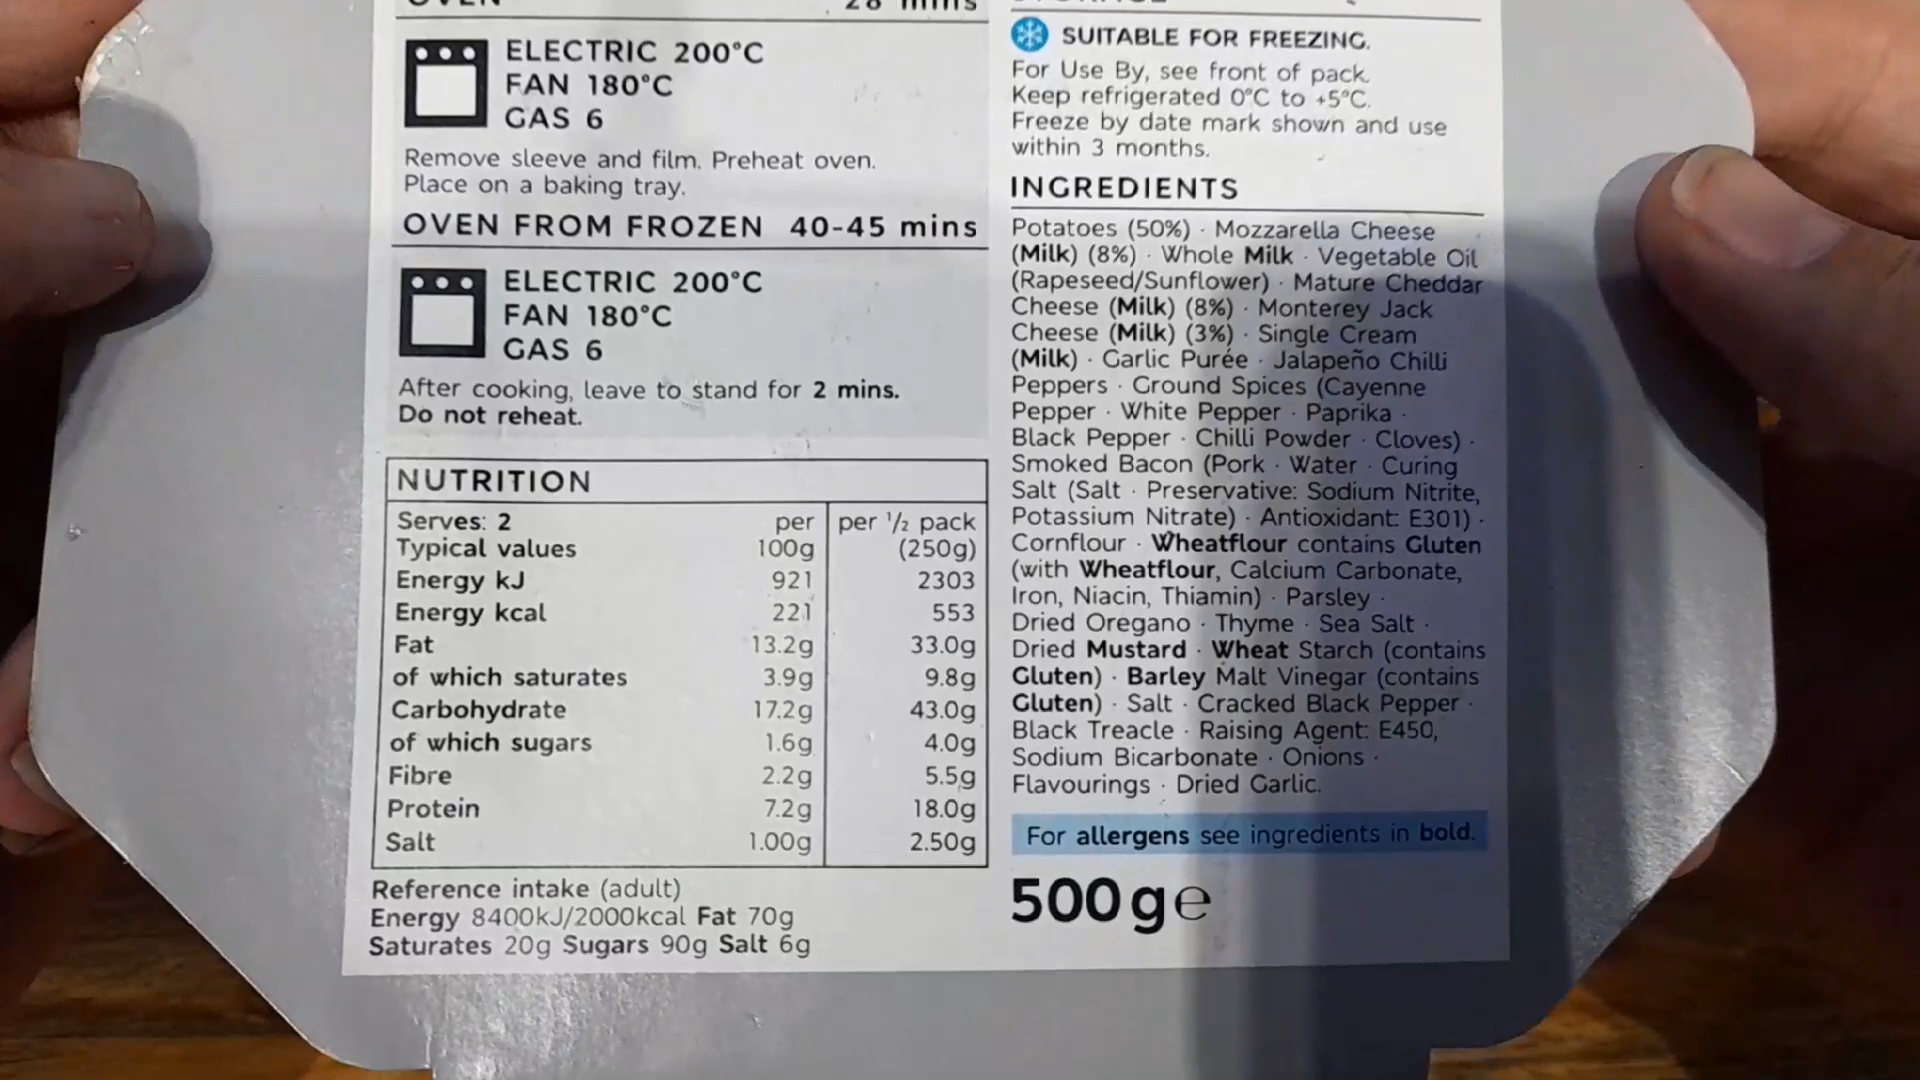 OVEN 28 mins
ELECTRIC 200°C
FAN 180°C
GAS 6
Remove sleeve and film. Preheat oven.
Place on a baking tray.
OVEN FROM FROZEN 40-45 mins
ELECTRIC 200°C
FAN 180°C
GAS 6
After cooking, leave to stand for 2 mins.
Do not reheat.
NUTRITION
Serves: 2 per per ½ pack
Typical values 100g (250g)
Energy kJ 921 2303
Energy kcal 221 553
Fat 13.2g 33.0g
of which saturates 3.9g 9.8g
Carbohydrate 17.2g 43.0g
of which sugars 1.6g 4.0g
Fibre 2.2g 5.5g
Protein 7.2g 18.0g
Salt 1.00g 2.50g
Reference intake (adult)
Energy 8400kJ/2000kcal Fat 70g
Saturates 20g Sugars 90g Salt 6g
SUITABLE FOR FREEZING.
For Use By, see front of pack.
Keep refrigerated 0°C to +5°C.
Freeze by date mark shown and use
within 3 months.
INGREDIENTS
Potatoes (50%) · Mozzarella Cheese
(Milk) (8%) · Whole Milk · Vegetable Oil
(Rapeseed/Sunflower) · Mature Cheddar
Cheese (Milk) (8%) · Monterey Jack
Cheese (Milk) (3%) · Single Cream
(Milk) · Garlic Purée · Jalapeño Chilli
Peppers · Ground Spices (Cayenne
Pepper · White Pepper · Paprika ·
Black Pepper · Chilli Powder · Cloves) ·
Smoked Bacon (Pork · Water · Curing
Salt (Salt · Preservative: Sodium Nitrite,
Potassium Nitrate) · Antioxidant: E301) ·
Cornflour · Wheatflour contains Gluten
(with Wheatflour, Calcium Carbonate,
Iron, Niacin, Thiamin) · Parsley ·
Dried Oregano · Thyme · Sea Salt ·
Dried Mustard · Wheat Starch (contains
Gluten) · Barley Malt Vinegar (contains
Gluten) · Salt · Cracked Black Pepper ·
Black Treacle · Raising Agent: E450,
Sodium Bicarbonate · Onions ·
Flavourings · Dried Garlic.
For allergens see ingredients in bold.
500ge